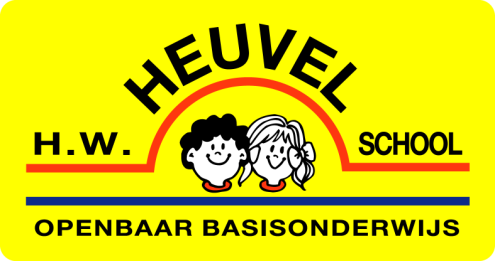 HEUVEL
H.W. SCHOOL
OPENBAAR BASISONDERWIJS